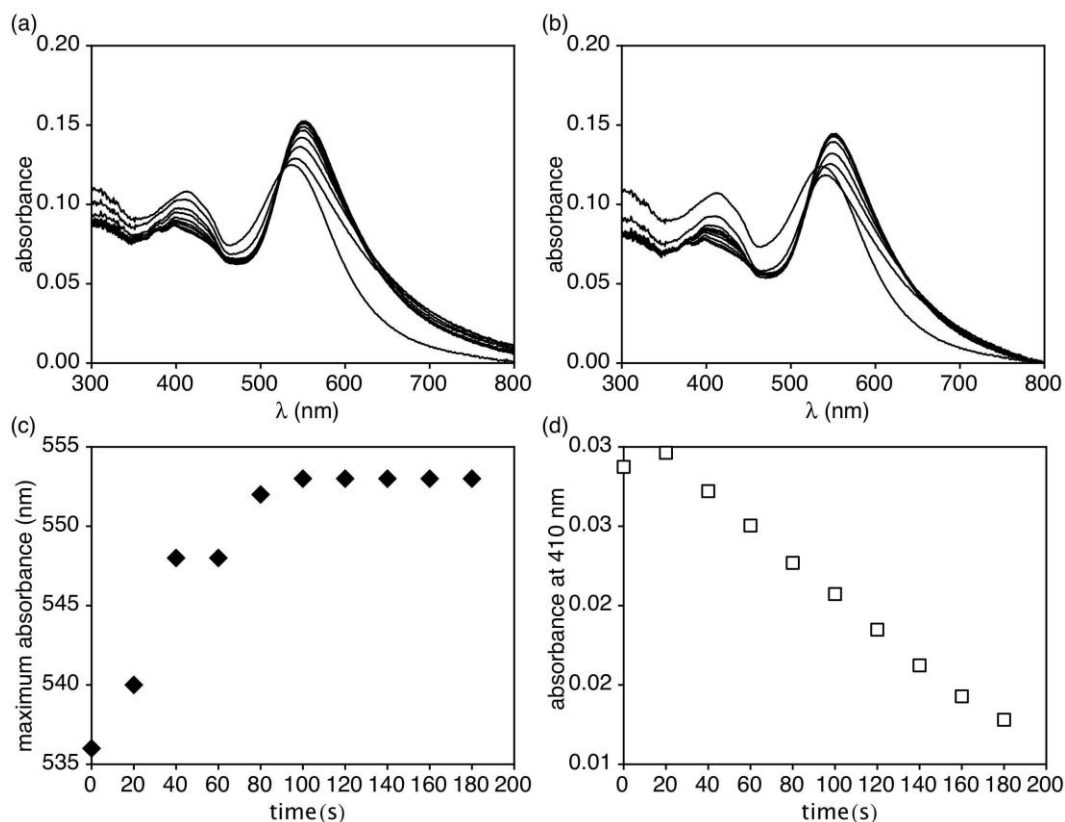 (a)
0.20
0.15
0.10
0.05
0.00
absorbance
300 400 500 600 700 800
λ (nm)
(b)
0.20
0.15
0.10
0.05
0.00
absorbance
300 400 500 600 700 800
λ (nm)
(c)
555
550
545
540
535
maximum absorbance (nm)
0 20 40 60 80 100 120 140 160 180 200
time (s)
(d)
0.03
0.03
0.02
0.02
0.01
absorbance at 410 nm
0 20 40 60 80 100 120 140 160 180 200
time (s)